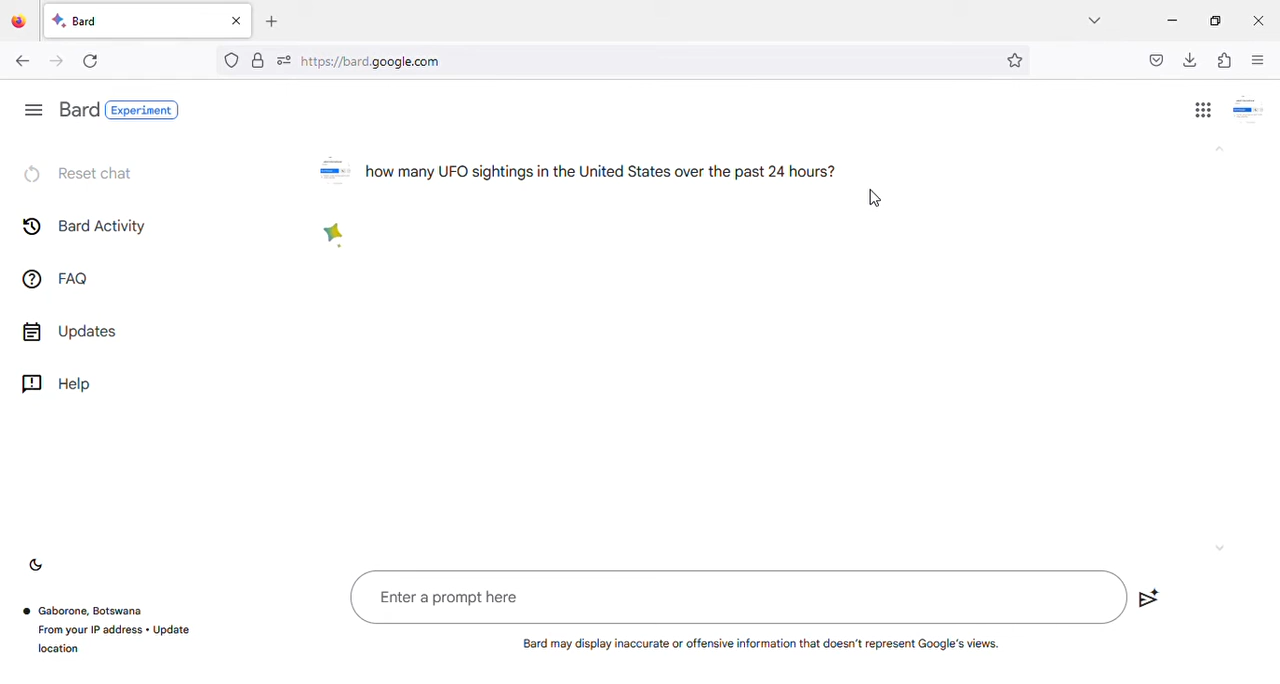 Bard
https://bard.google.com
Bard Experiment
Reset chat
how many UFO sightings in the United States over the past 24 hours?
Bard Activity
FAQ
Updates
Help
Enter a prompt here
Gaborone, Botswana
From your IP address • Update
location
Bard may display inaccurate or offensive information that doesn't represent Google's views.